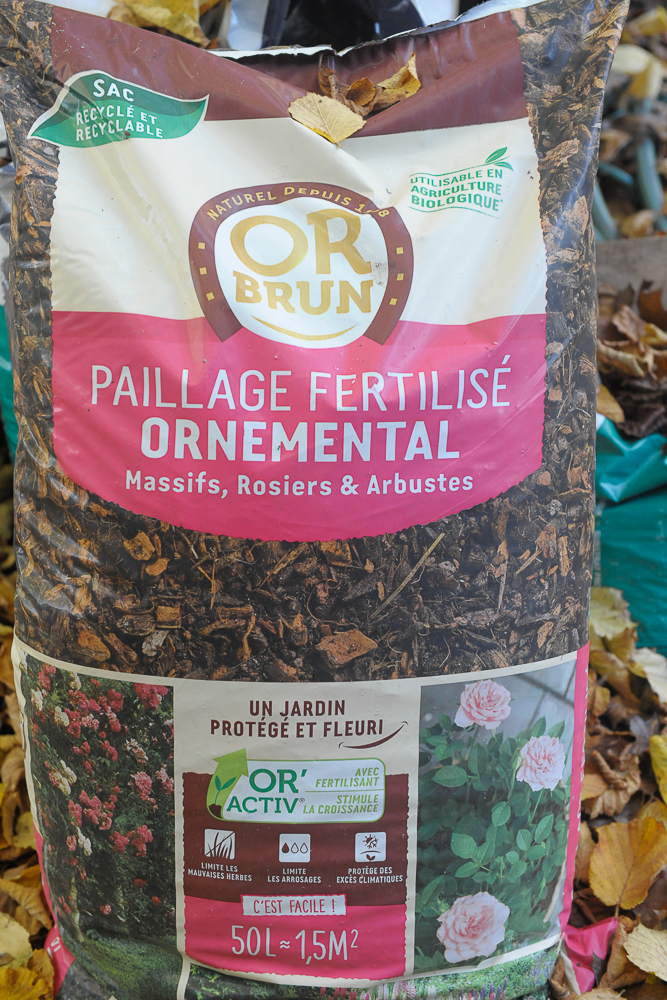 SAC
RECYCLÉ ET
RECYCLABLE
UTILISABLE EN
AGRICULTURE
BIOLOGIQUE*
NATUREL DEPUIS
OR
BRUN
PAILLAGE FERTILISÉ
ORNEMENTAL
Massifs, Rosiers & Arbustes
UN JARDIN
PROTÉGÉ ET FLEURI
OR'
ACTIV®
AVEC
FERTILISANT
STIMULE
LA CROISSANCE
LIMITE LES
MAUVAISES HERBES
LIMITE
LES ARROSAGES
PROTÈGE DES
EXCÈS CLIMATIQUES
C'EST FACILE !
50L≈1,5M²